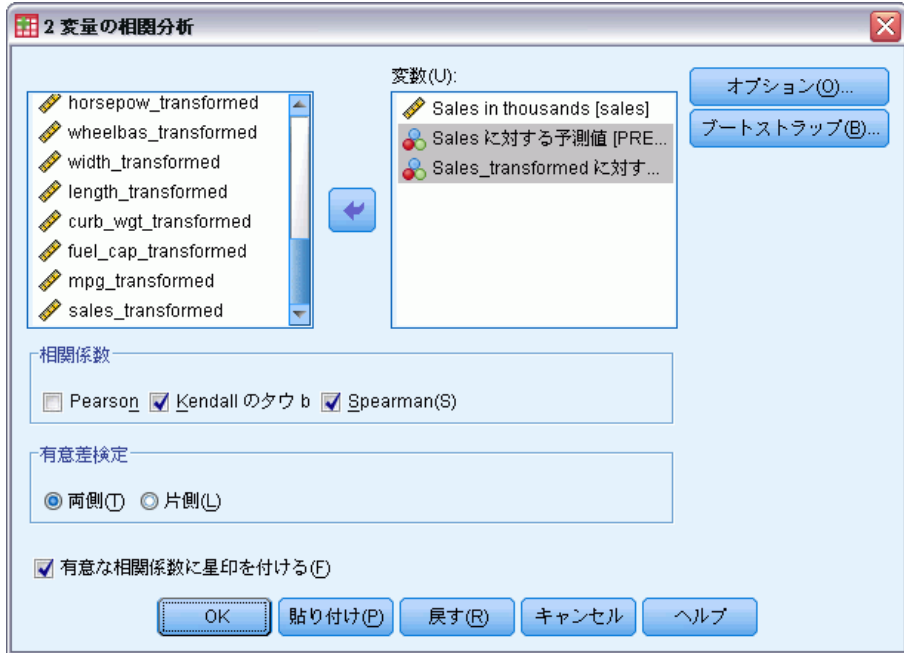 2 変量の相関分析
変数(U):
horsepow_transformed
wheelbas_transformed
width_transformed
length_transformed
curb_wgt_transformed
fuel_cap_transformed
mpg_transformed
sales_transformed
Sales in thousands [sales]
Sales に対する予測値 [PRE...
Sales_transformed に対す...
オプション(O)...
ブートストラップ(B)...
相関係数
Pearson Kendall のタウ b Spearman(S)
有意差検定
両側(T) 片側(L)
有意な相関係数に星印を付ける(F)
OK 貼り付け(P) 戻す(R) キャンセル ヘルプ